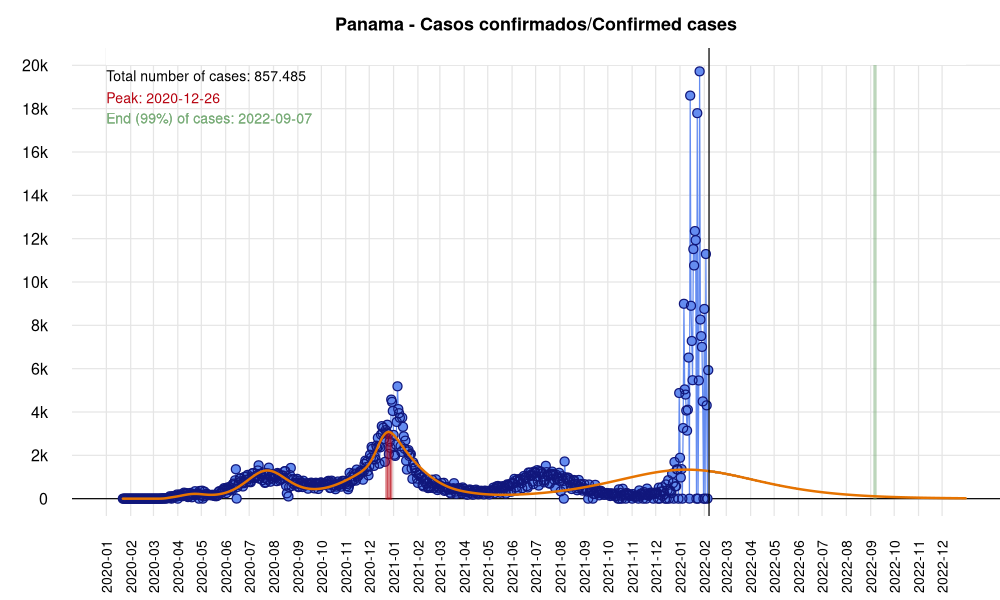 Panama - Casos confirmados/Confirmed cases
Total number of cases: 857.485
Peak: 2020-12-26
End (99%) of cases: 2022-09-07
20k
18k
16k
14k
12k
10k
8k
6k
4k
2k
0
2020-01
2020-02
2020-03
2020-04
2020-05
2020-06
2020-07
2020-08
2020-09
2020-10
2020-11
2020-12
2021-01
2021-02
2021-03
2021-04
2021-05
2021-06
2021-07
2021-08
2021-09
2021-10
2021-11
2021-12
2022-01
2022-02
2022-03
2022-04
2022-05
2022-06
2022-07
2022-08
2022-09
2022-10
2022-11
2022-12